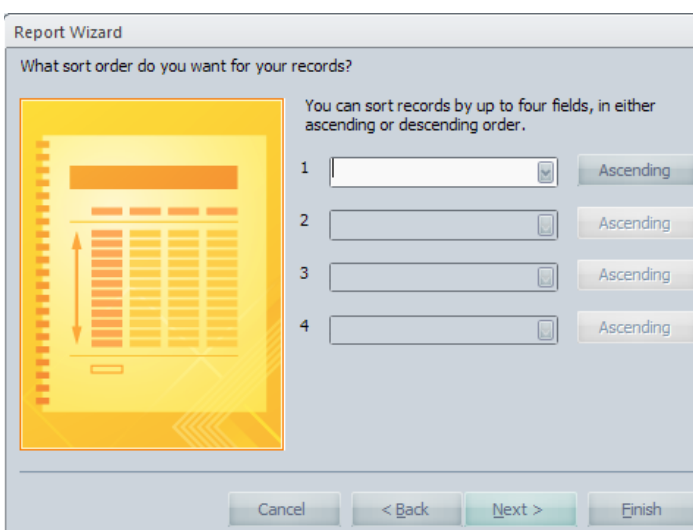 Report Wizard
What sort order do you want for your records?
You can sort records by up to four fields, in either
ascending or descending order.
1 Ascending
2 Ascending
3 Ascending
4 Ascending
Cancel < Back Next > Finish